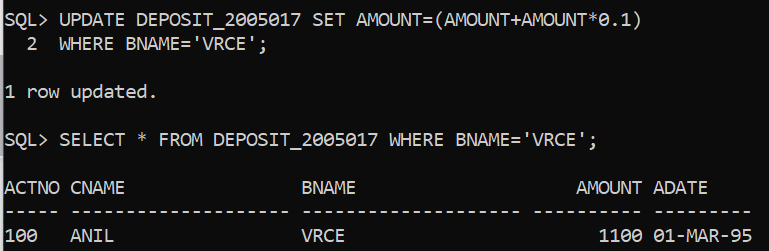 SQL> UPDATE DEPOSIT_2005017 SET AMOUNT=(AMOUNT+AMOUNT*0.1)
  2  WHERE BNAME='VRCE';
1 row updated.
SQL> SELECT * FROM DEPOSIT_2005017 WHERE BNAME='VRCE';
ACTNO CNAME                BNAME                    AMOUNT ADATE
----- -------------------- -------------------- ---------- ---------
100   ANIL                 VRCE                       1100 01-MAR-95